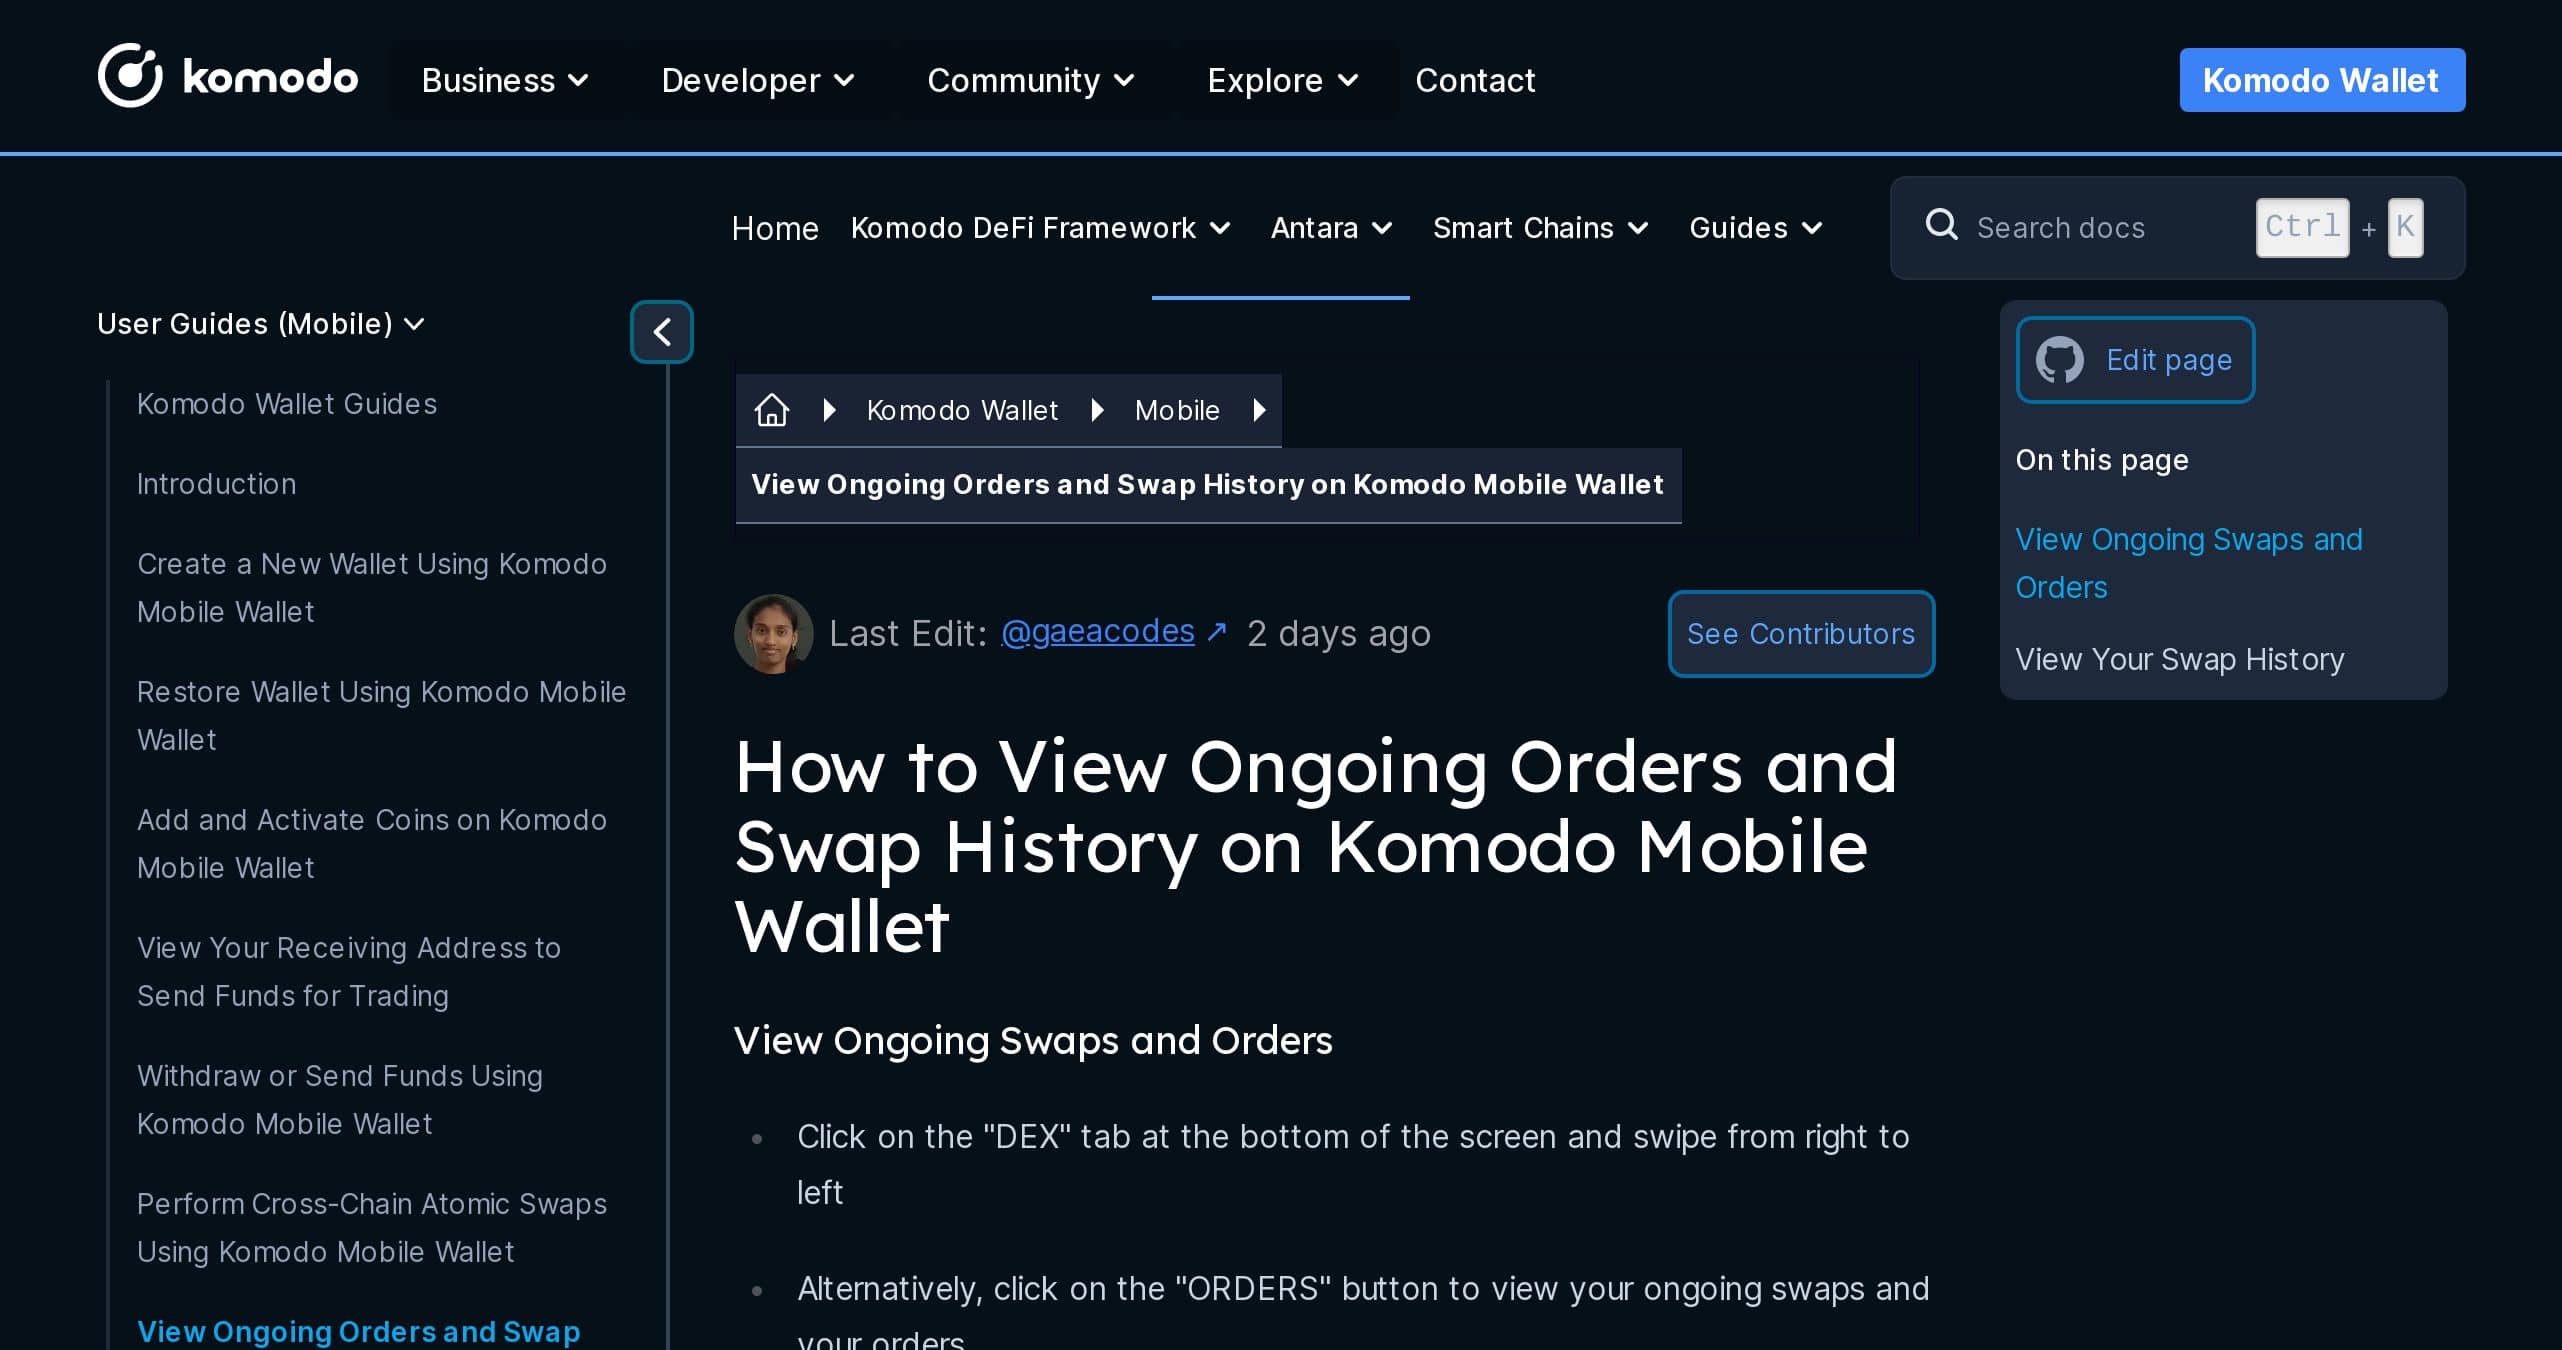 komodo
Business
Developer
Community
Explore
Contact
Komodo Wallet
Home
Komodo DeFi Framework
Antara
Smart Chains
Guides
Search docs
Ctrl + K
User Guides (Mobile)
Komodo Wallet Guides
Introduction
Create a New Wallet Using Komodo
Mobile Wallet
Restore Wallet Using Komodo Mobile
Wallet
Add and Activate Coins on Komodo
Mobile Wallet
View Your Receiving Address to
Send Funds for Trading
Withdraw or Send Funds Using
Komodo Mobile Wallet
Perform Cross-Chain Atomic Swaps
Using Komodo Mobile Wallet
View Ongoing Orders and Swap
Komodo Wallet
Mobile
View Ongoing Orders and Swap History on Komodo Mobile Wallet
Last Edit: @gaeacodes ↗ 2 days ago
See Contributors
How to View Ongoing Orders and
Swap History on Komodo Mobile
Wallet
View Ongoing Swaps and Orders
• Click on the "DEX" tab at the bottom of the screen and swipe from right to
left
• Alternatively, click on the "ORDERS" button to view your ongoing swaps and
your orders
Edit page
On this page
View Ongoing Swaps and
Orders
View Your Swap History